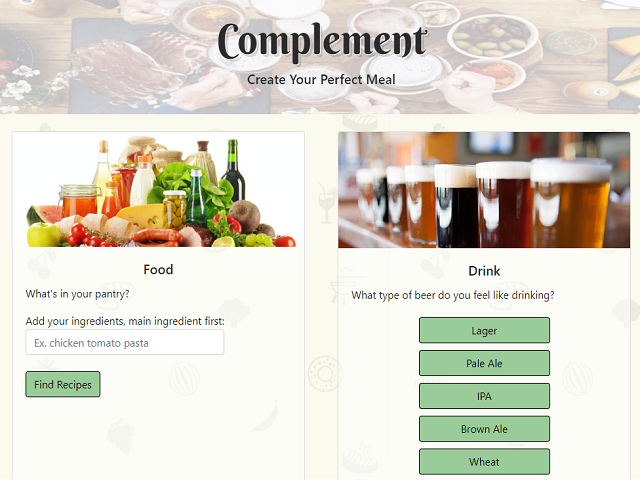 Complement
Create Your Perfect Meal
Food
What's in your pantry?
Add your ingredients, main ingredient first:
Ex. chicken tomato pasta
Find Recipes
Drink
What type of beer do you feel like drinking?
Lager
Pale Ale
IPA
Brown Ale
Wheat